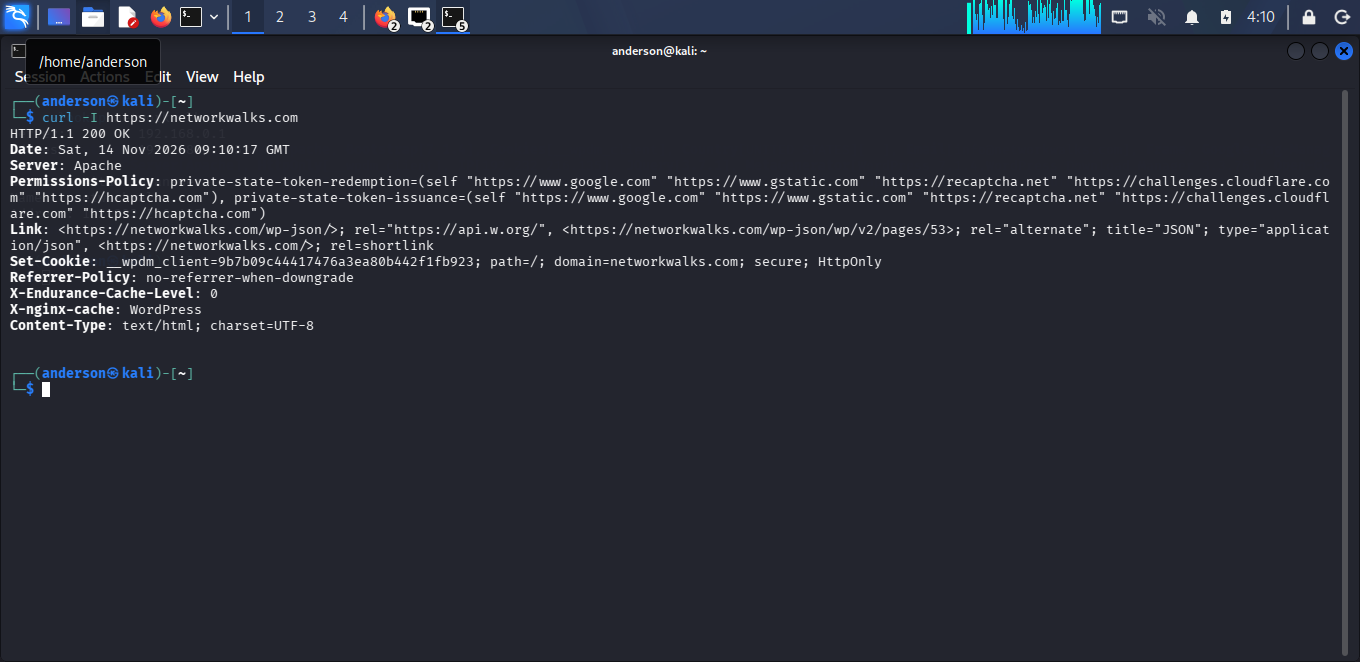 1 2 3 4 2 2 5 4:10
anderson@kali: ~
/home/anderson
Session Actions Edit View Help
┌──(anderson㉿kali)-[~]
└─$ curl -I https://networkwalks.com
HTTP/1.1 200 OK
Date: Sat, 14 Nov 2026 09:10:17 GMT
Server: Apache
Permissions-Policy: private-state-token-redemption=(self "https://www.google.com" "https://www.gstatic.com" "https://recaptcha.net" "https://challenges.cloudflare.co
m" "https://hcaptcha.com"), private-state-token-issuance=(self "https://www.google.com" "https://www.gstatic.com" "https://recaptcha.net" "https://challenges.cloudfl
are.com" "https://hcaptcha.com")
Link: <https://networkwalks.com/wp-json/>; rel="https://api.w.org/", <https://networkwalks.com/wp-json/wp/v2/pages/53>; rel="alternate"; title="JSON"; type="applicat
ion/json", <https://networkwalks.com/>; rel=shortlink
Set-Cookie: __wpdm_client=9b7b09c44417476a3ea80b442f1fb923; path=/; domain=networkwalks.com; secure; HttpOnly
Referrer-Policy: no-referrer-when-downgrade
X-Endurance-Cache-Level: 0
X-nginx-cache: WordPress
Content-Type: text/html; charset=UTF-8
┌──(anderson㉿kali)-[~]
└─$